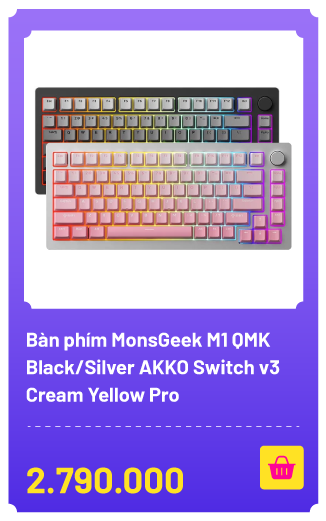 Bàn phím MonsGeek M1 QMK
Black/Silver AKKO Switch v3
Cream Yellow Pro
2.790.000